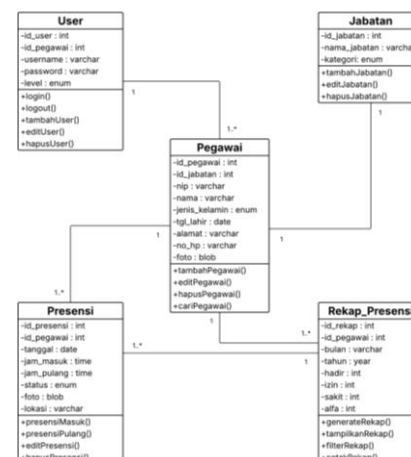 User
-id_user : int
-id_pegawai : int
-username : varchar
-password : varchar
-level : enum
+login()
+logout()
+tambahUser()
+editUser()
+hapusUser()
1
1..*
Jabatan
-id_jabatan : int
-nama_jabatan : varcha
-kategori: enum
+tambahJabatan()
+editJabatan()
+hapusJabatan()
1
1
Pegawai
-id_pegawai : int
-id_jabatan : int
-nip : varchar
-nama : varchar
-jenis_kelamin : enum
-tgl_lahir : date
-alamat : varchar
-no_hp : varchar
-foto : blob
+tambahPegawai()
+editPegawai()
+hapusPegawai()
+cariPegawai()
1
1..*
1
1..*
Presensi
-id_presensi : int
-id_pegawai : int
-tanggal : date
-jam_masuk : time
-jam_pulang : time
-status : enum
-foto : blob
-lokasi : varchar
+presensiMasuk()
+presensiPulang()
+editPresensi()
1..*
1
Rekap_Presensi
-id_rekap : int
-id_pegawai : int
-bulan : varchar
-tahun : year
-hadir : int
-izin : int
-sakit : int
-alfa : int
+generateRekap()
+tampilkanRekap()
+filterRekap()